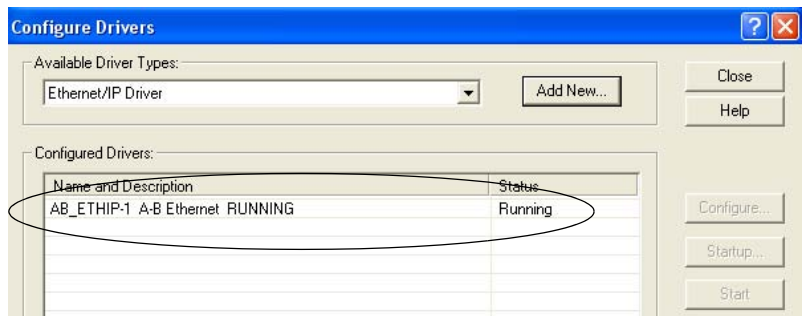 Configure Drivers
Available Driver Types:
Ethernet/IP Driver
Add New...
Close
Help
Configured Drivers:
Name and Description Status
AB_ETHIP-1 A-B Ethernet RUNNING Running
Configure...
Startup...
Start